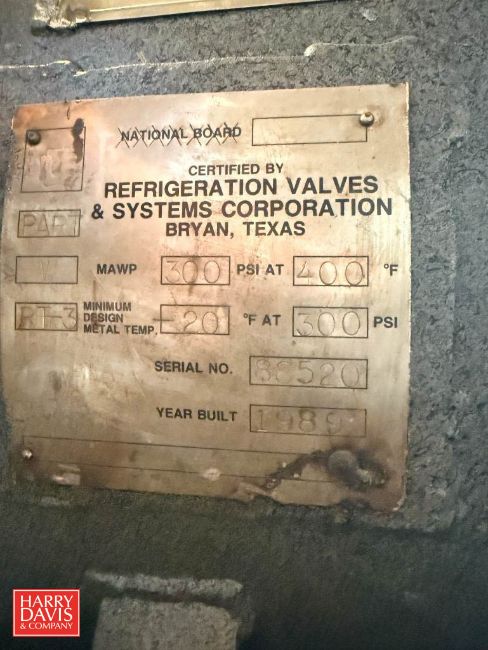 NATIONAL BOARD
CERTIFIED BY
REFRIGERATION VALVES
& SYSTEMS CORPORATION
BRYAN, TEXAS
PART
V MAWP 300 PSI AT 400 °F
RT-3 MINIMUM DESIGN METAL TEMP. -20 °F AT 300 PSI
SERIAL NO. 86520
YEAR BUILT 1989
HARRY
DAVIS
& COMPANY